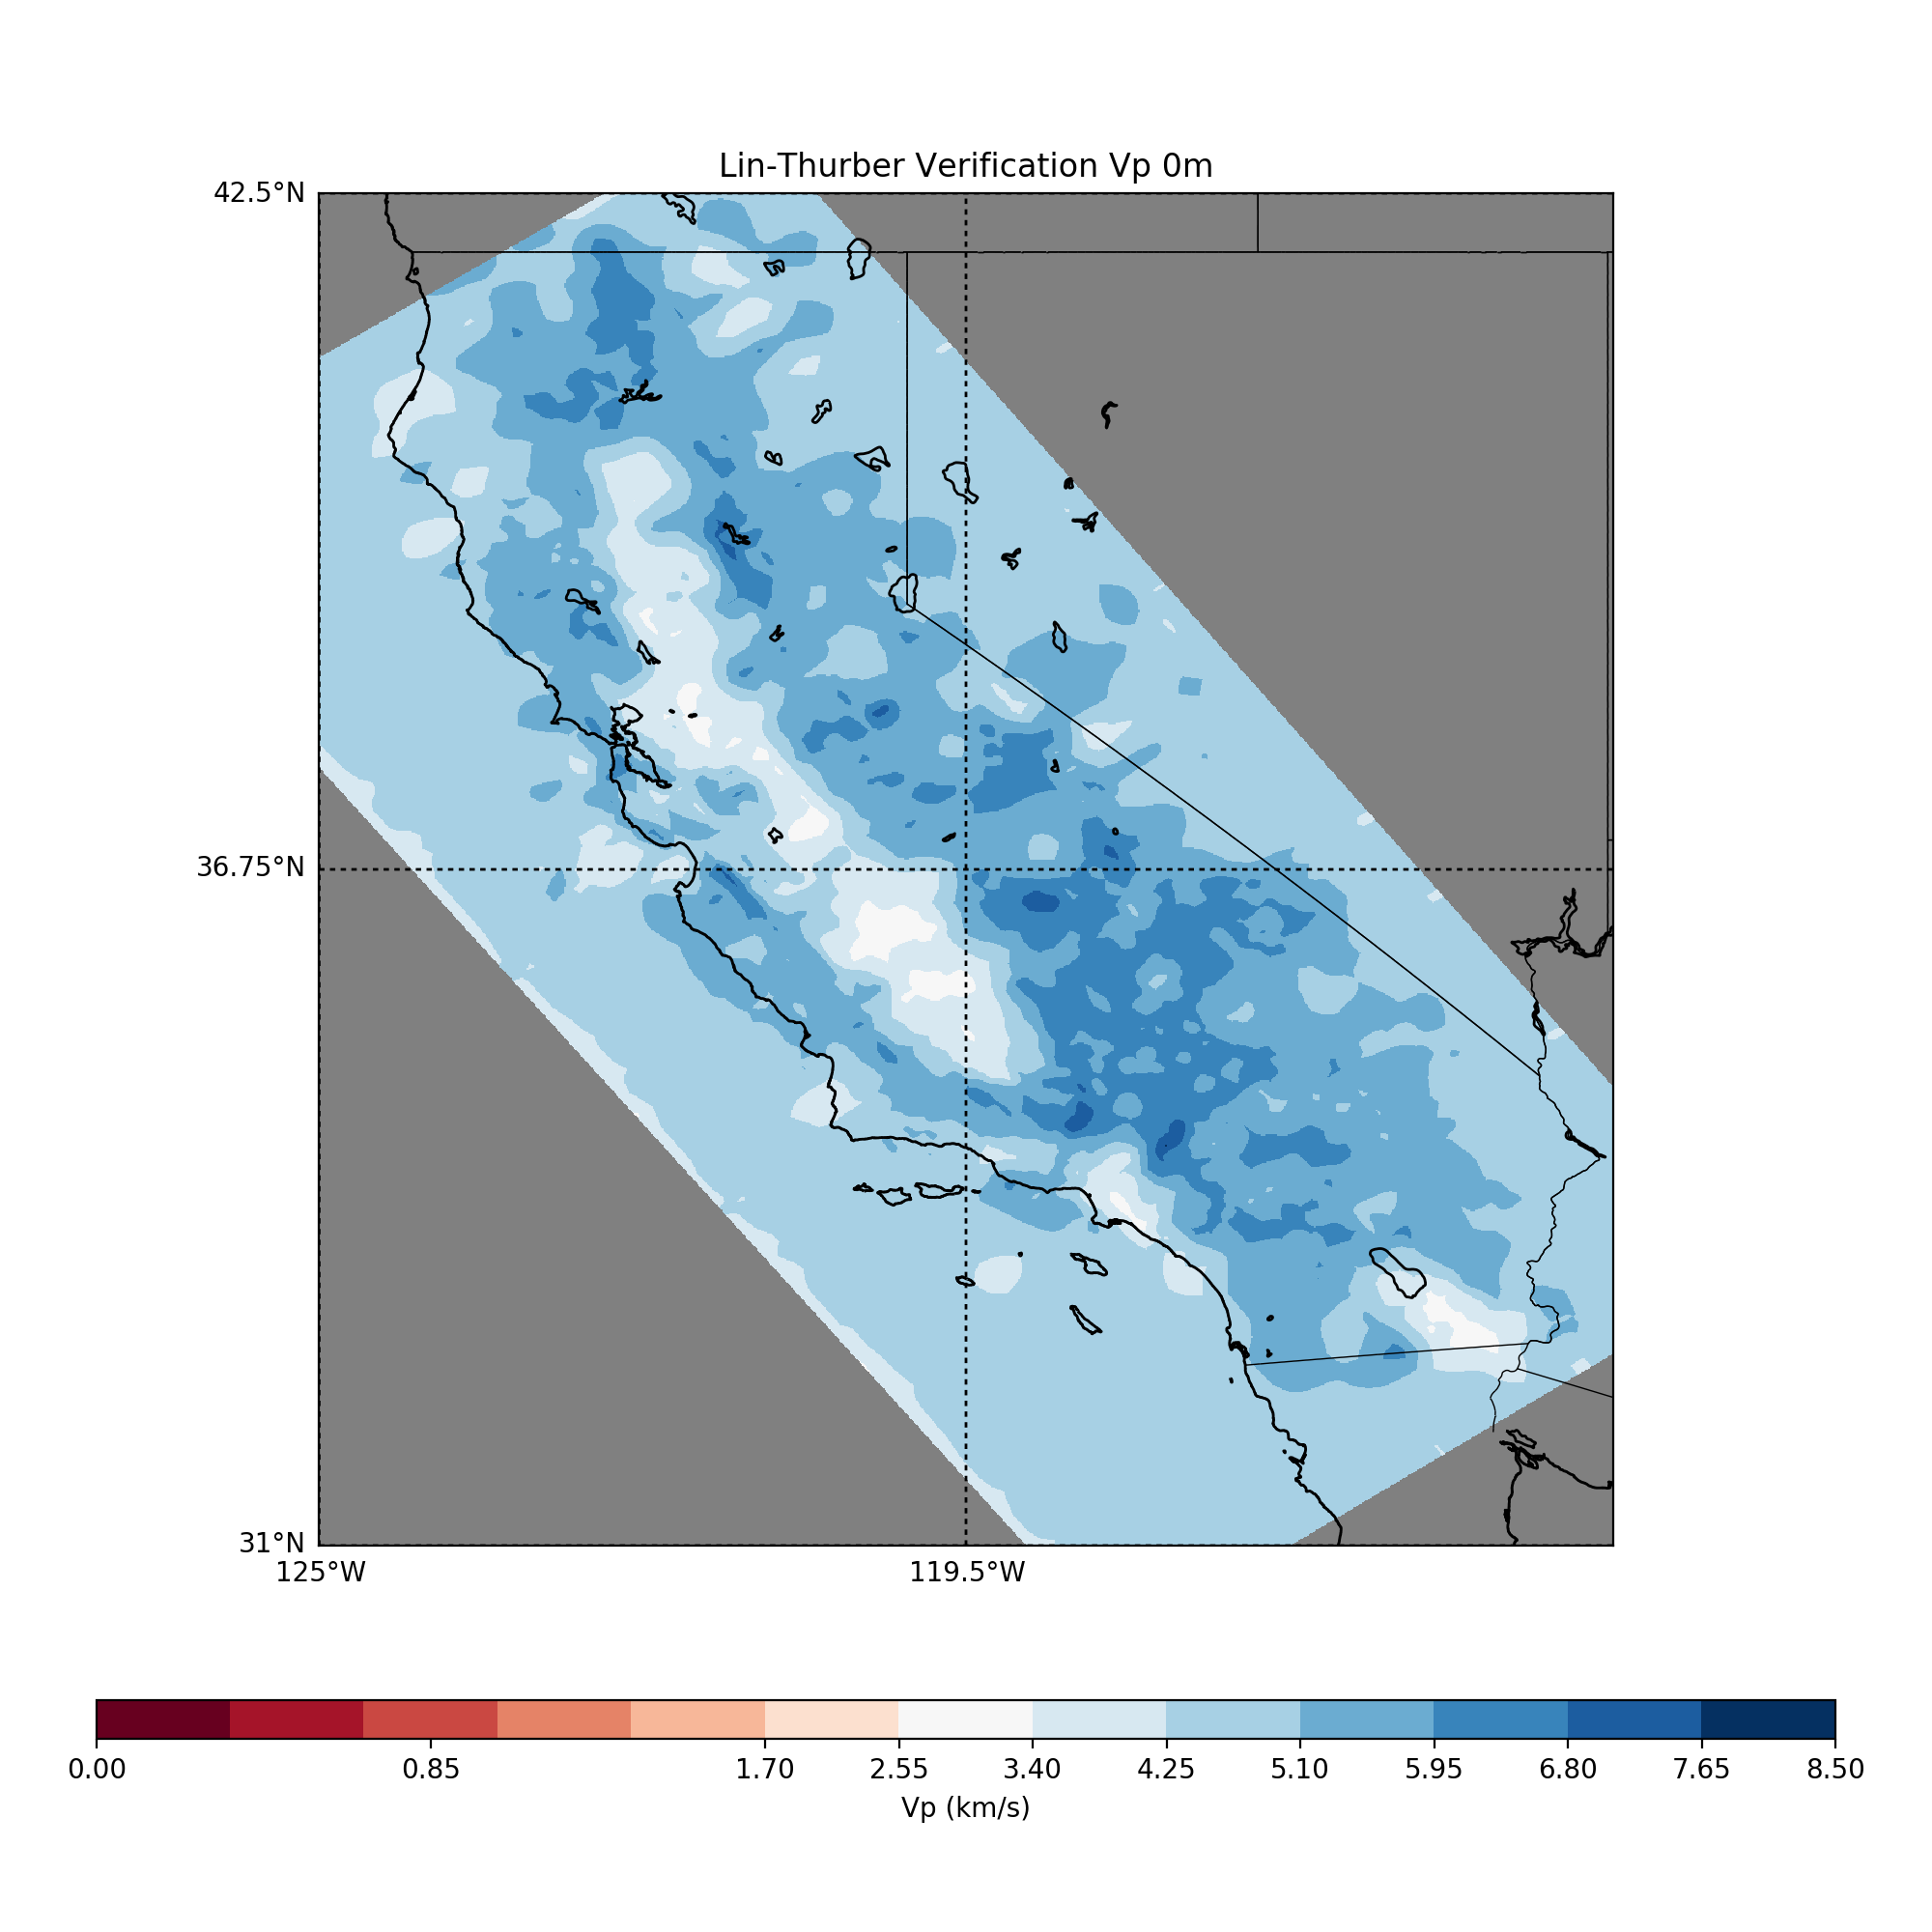 Lin-Thurber Verification Vp 0m
42.5°N
36.75°N
31°N
125°W 119.5°W
0.00 0.85 1.70 2.55 3.40 4.25 5.10 5.95 6.80 7.65 8.50
Vp (km/s)